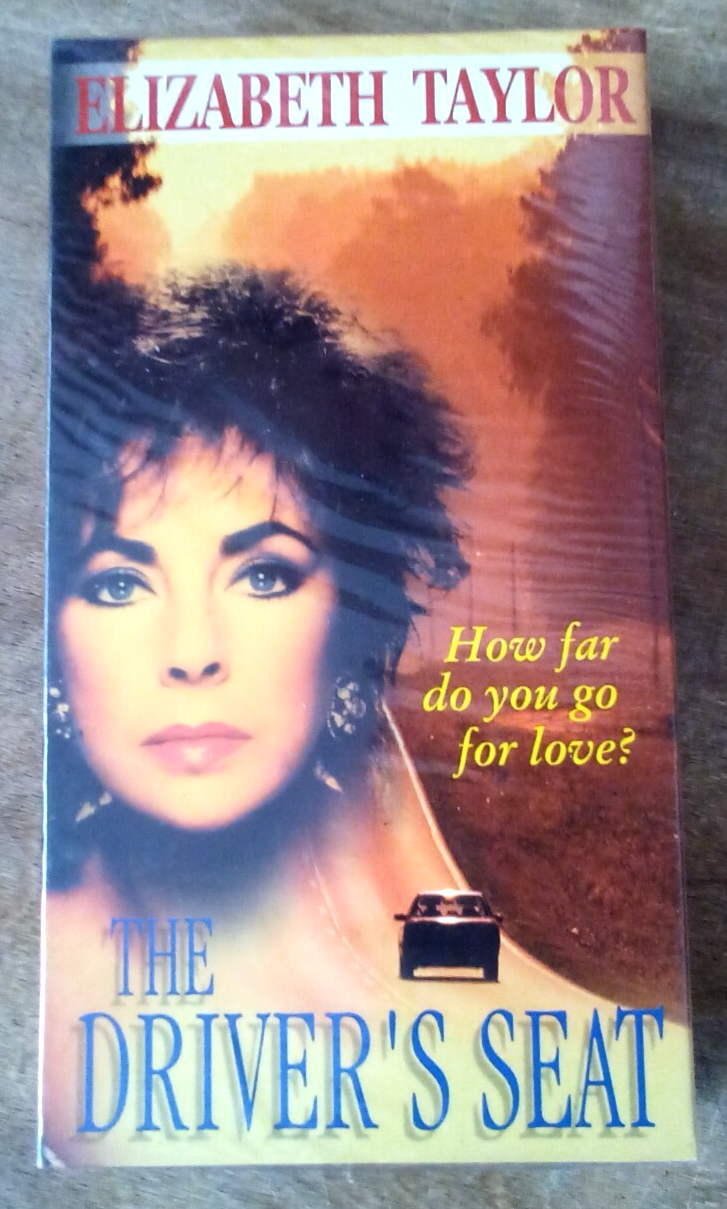 ELIZABETH TAYLOR
How far
do you go
for love?
THE
DRIVER'S SEAT